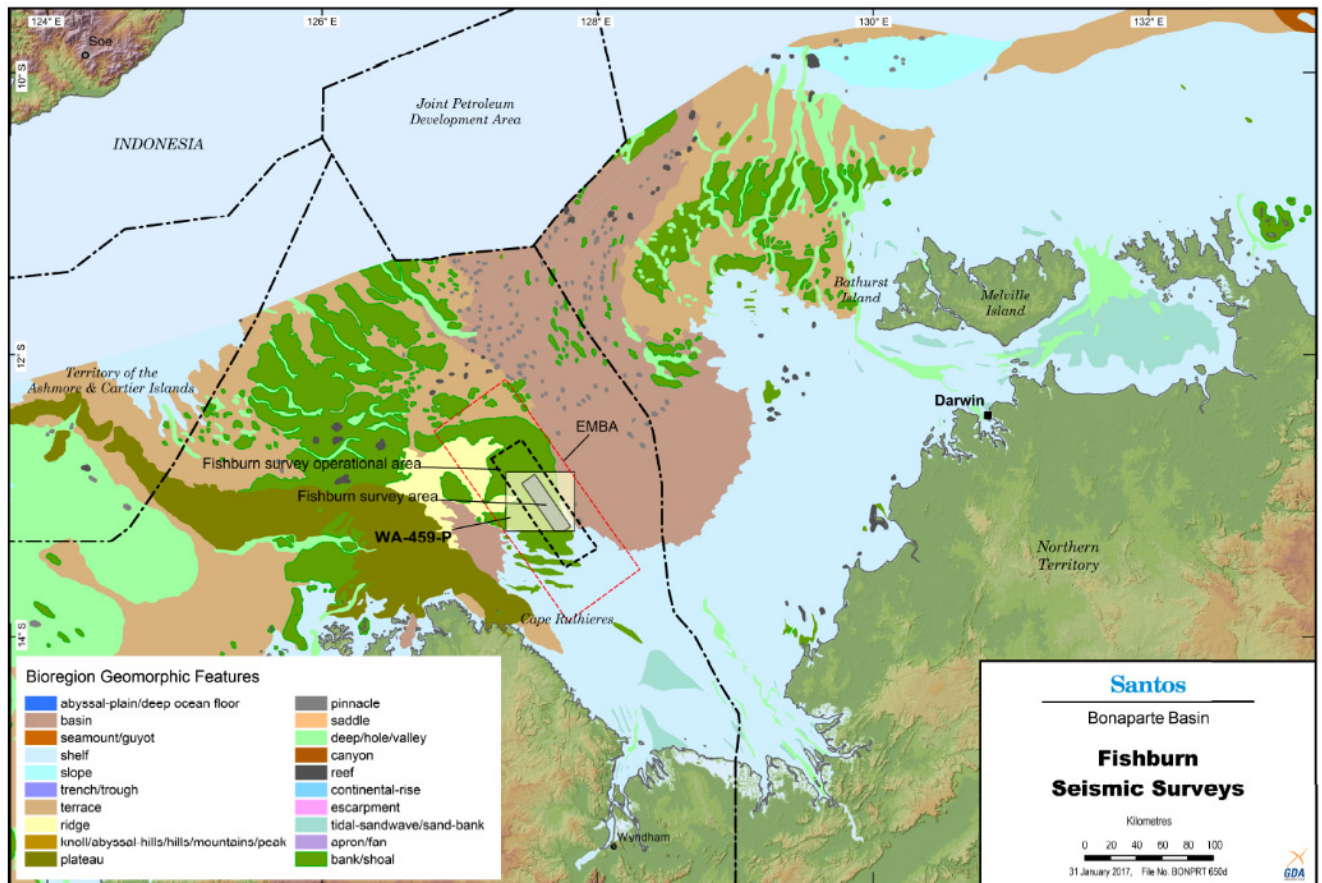 124° E
126° E
128° E
130° E
132° E
Soe
10° S
Joint Petroleum
Development Area
INDONESIA
Bathurst
Island
Melville
Island
12° S
Territory of the
Ashmore & Cartier Islands
Darwin
EMBA
Fishburn survey operational area
Fishburn survey area
WA-459-P
Northern
Territory
Cape Ruthieres
14° S
Wyndham
Bioregion Geomorphic Features
abyssal-plain/deep ocean floor
basin
seamount/guyot
shelf
slope
trench/trough
terrace
ridge
knoll/abyssal-hills/hills/mountains/peak
plateau
pinnacle
saddle
deep/hole/valley
canyon
reef
continental-rise
escarpment
tidal-sandwave/sand-bank
apron/fan
bank/shoal
Santos
Bonaparte Basin
Fishburn
Seismic Surveys
Kilometres
0 20 40 60 80 100
31 January 2017, File No. BONPRT 650d
GDA